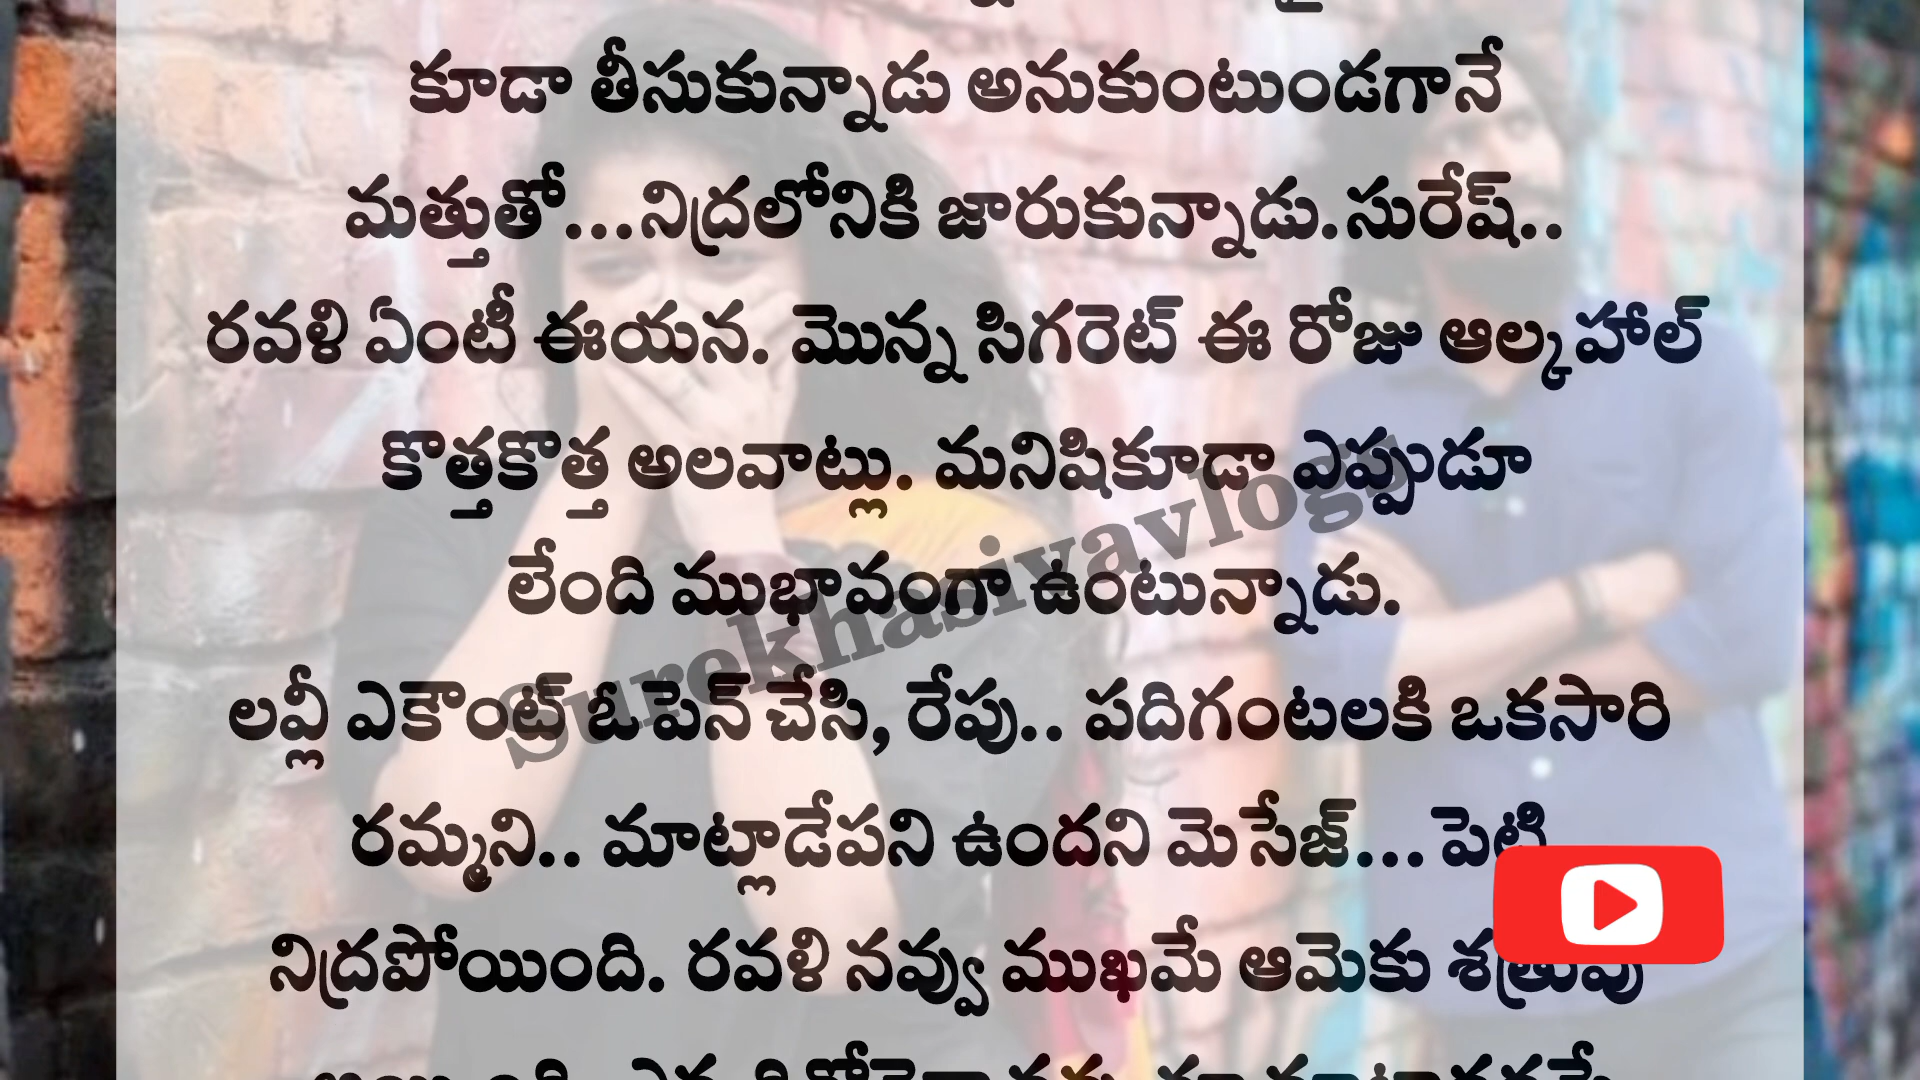 కూడా తీసుకున్నాడు అనుకుంటుండగానే
మత్తుతో...నిద్రలోనికి జారుకున్నాడు.సురేష్..
రవళి ఏంటీ ఈయన. మొన్న సిగరెట్ ఈ రోజు ఆల్కహాల్
కొత్తకొత్త అలవాట్లు. మనిషికూడా ఎప్పుడూ
లేంది ముభావంగా ఉంటున్నాడు.
లవ్లీ ఎకౌంట్ ఓపెన్ చేసి, రేపు.. పదిగంటలకి ఒకసారి
రమ్మని.. మాట్లాడేపని ఉందని మెసేజ్...
నిద్రపోయింది. రవళి నవ్వు ముఖమే ఆమెకు శత్రువు
Surekhasivavlogs